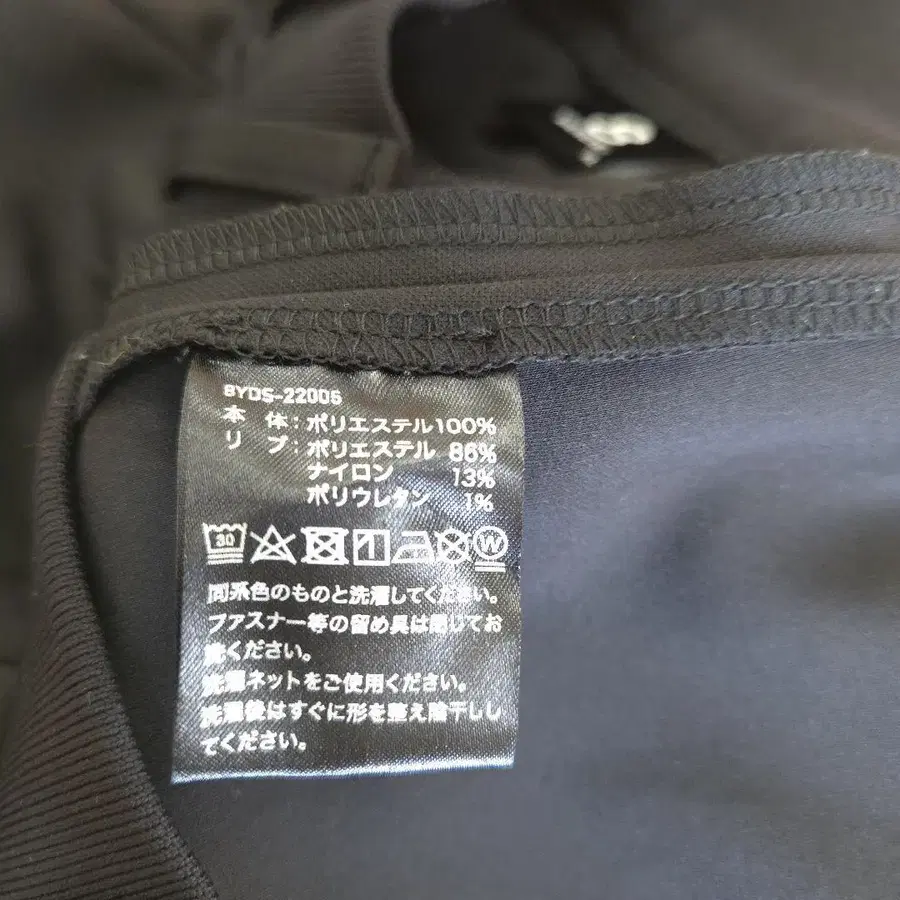 BYDS-22005
本 体：ポリエステル100%
リ ブ：ポリエステル 86%
ナイロン 13%
ポリウレタン 1%
30 W
同系色のものと洗濯してください。
ファスナー等の留め具は閉じてお
洗ください。
洗濯ネットをご使用ください。
洗濯後はすぐに形を整え陰干しし
てください。